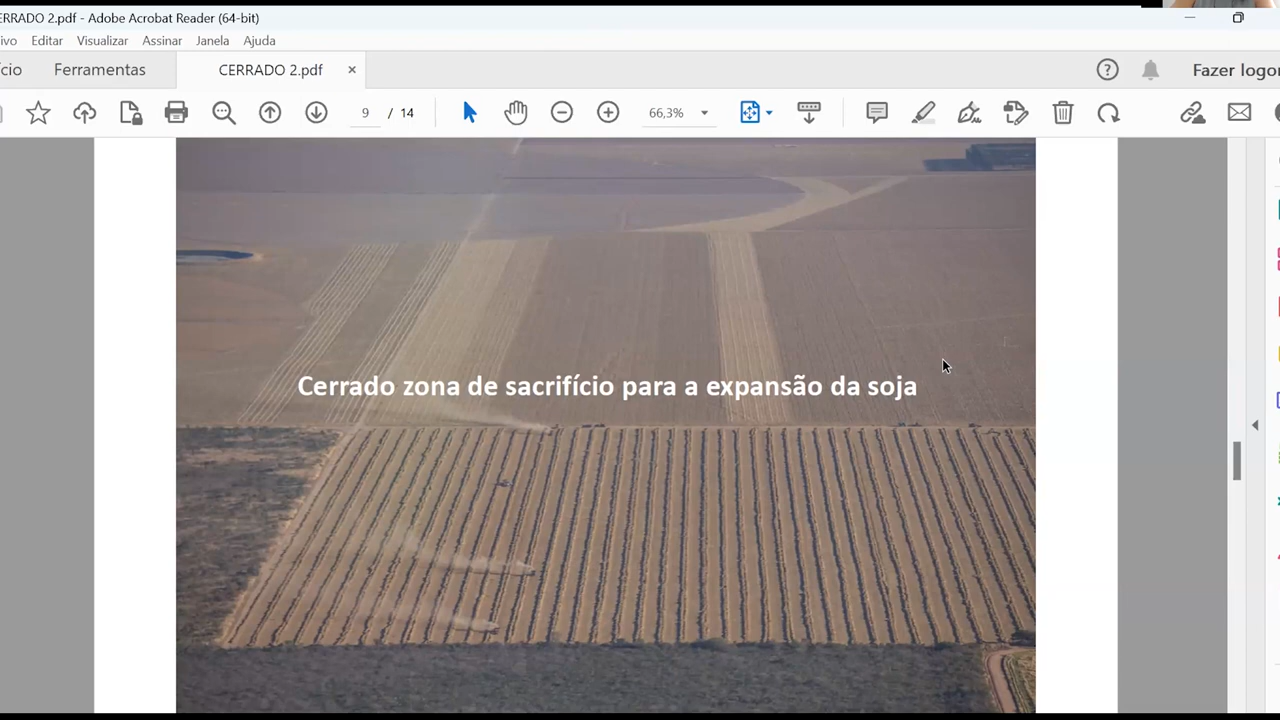 ERRADO 2.pdf - Adobe Acrobat Reader (64-bit)
ivo Editar Visualizar Assinar Janela Ajuda
cio Ferramentas CERRADO 2.pdf × Fazer logo
9 / 14 66,3%
Cerrado zona de sacrifício para a expansão da soja